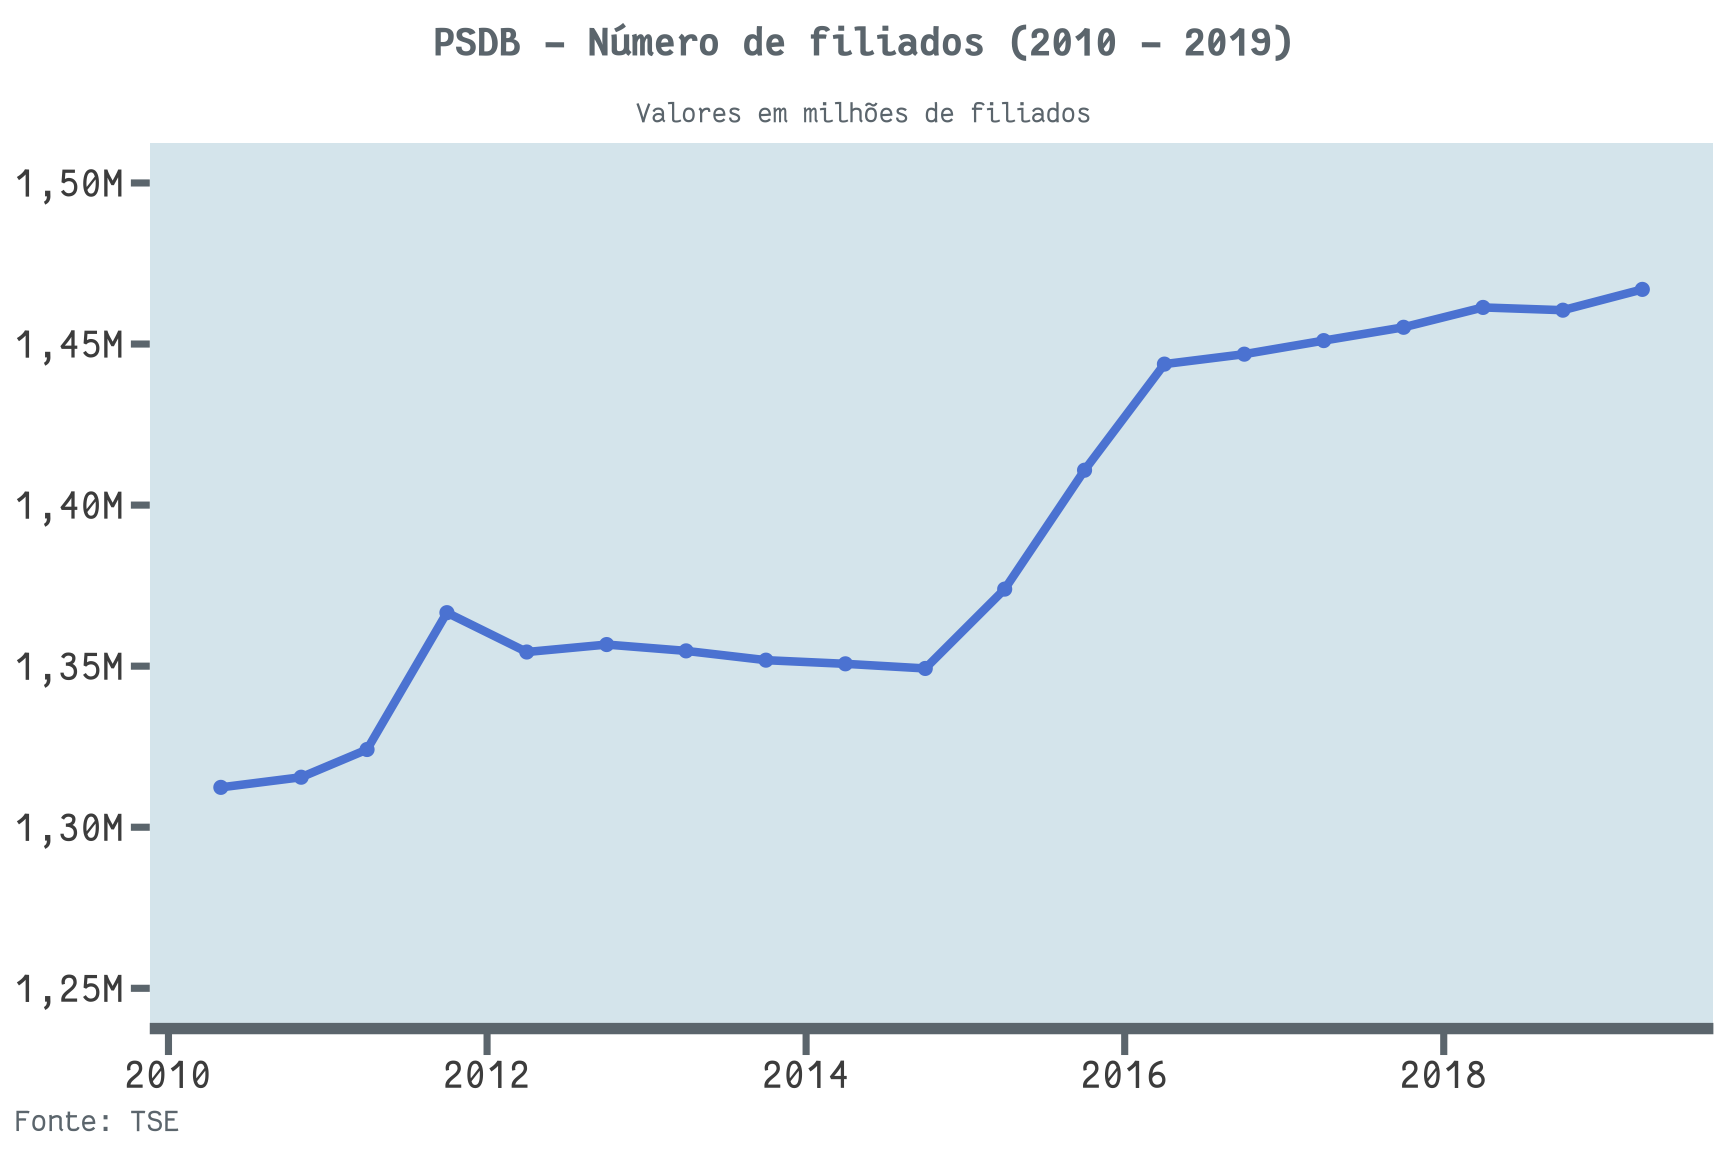 PSDB – Número de filiados (2010 – 2019)
Valores em milhões de filiados
1,50M
1,45M
1,40M
1,35M
1,30M
1,25M
2010 2012 2014 2016 2018
Fonte: TSE